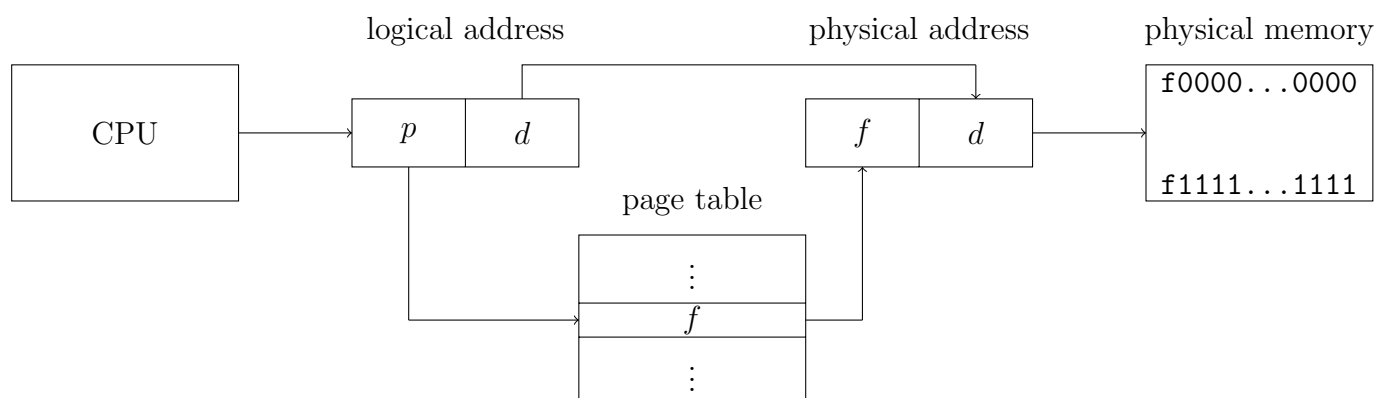 logical address
physical address
physical memory
CPU
p
d
f
d
f0000...0000
f1111...1111
page table
⋮
f
⋮